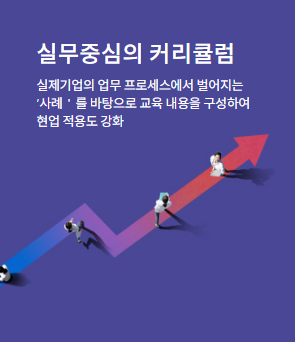 실무중심의 커리큘럼
실제기업의 업무 프로세스에서 벌어지는
‘사례 ＇를 바탕으로 교육 내용을 구성하여
현업 적용도 강화